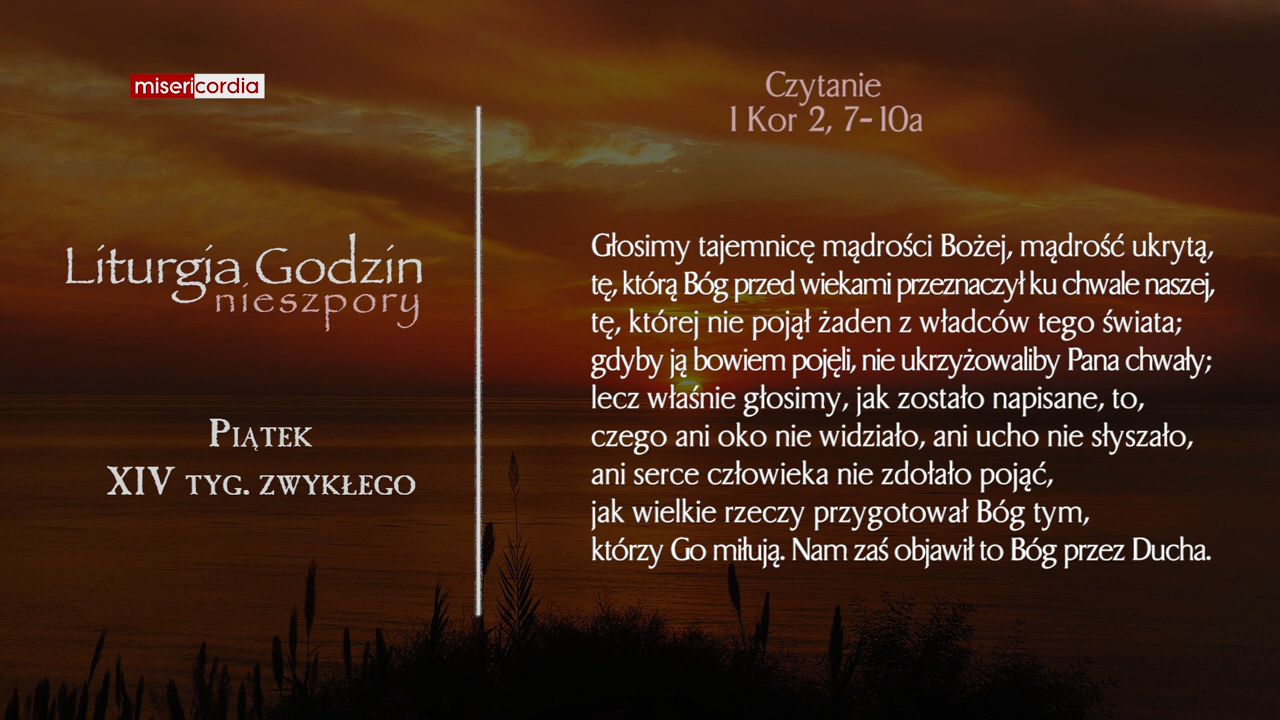 misericordia
Liturgia Godzin
nieszpory
Piątek
XIV tyg. zwykłego
Czytanie
1 Kor 2, 7-10a
Głosimy tajemnicę mądrości Bożej, mądrość ukrytą,
tę, którą Bóg przed wiekami przeznaczył ku chwale naszej,
tę, której nie pojął żaden z władców tego świata;
gdyby ją bowiem pojęli, nie ukrzyżowaliby Pana chwały;
lecz właśnie głosimy, jak zostało napisane, to,
czego ani oko nie widziało, ani ucho nie słyszało,
ani serce człowieka nie zdołało pojąć,
jak wielkie rzeczy przygotował Bóg tym,
którzy Go miłują. Nam zaś objawił to Bóg przez Ducha.